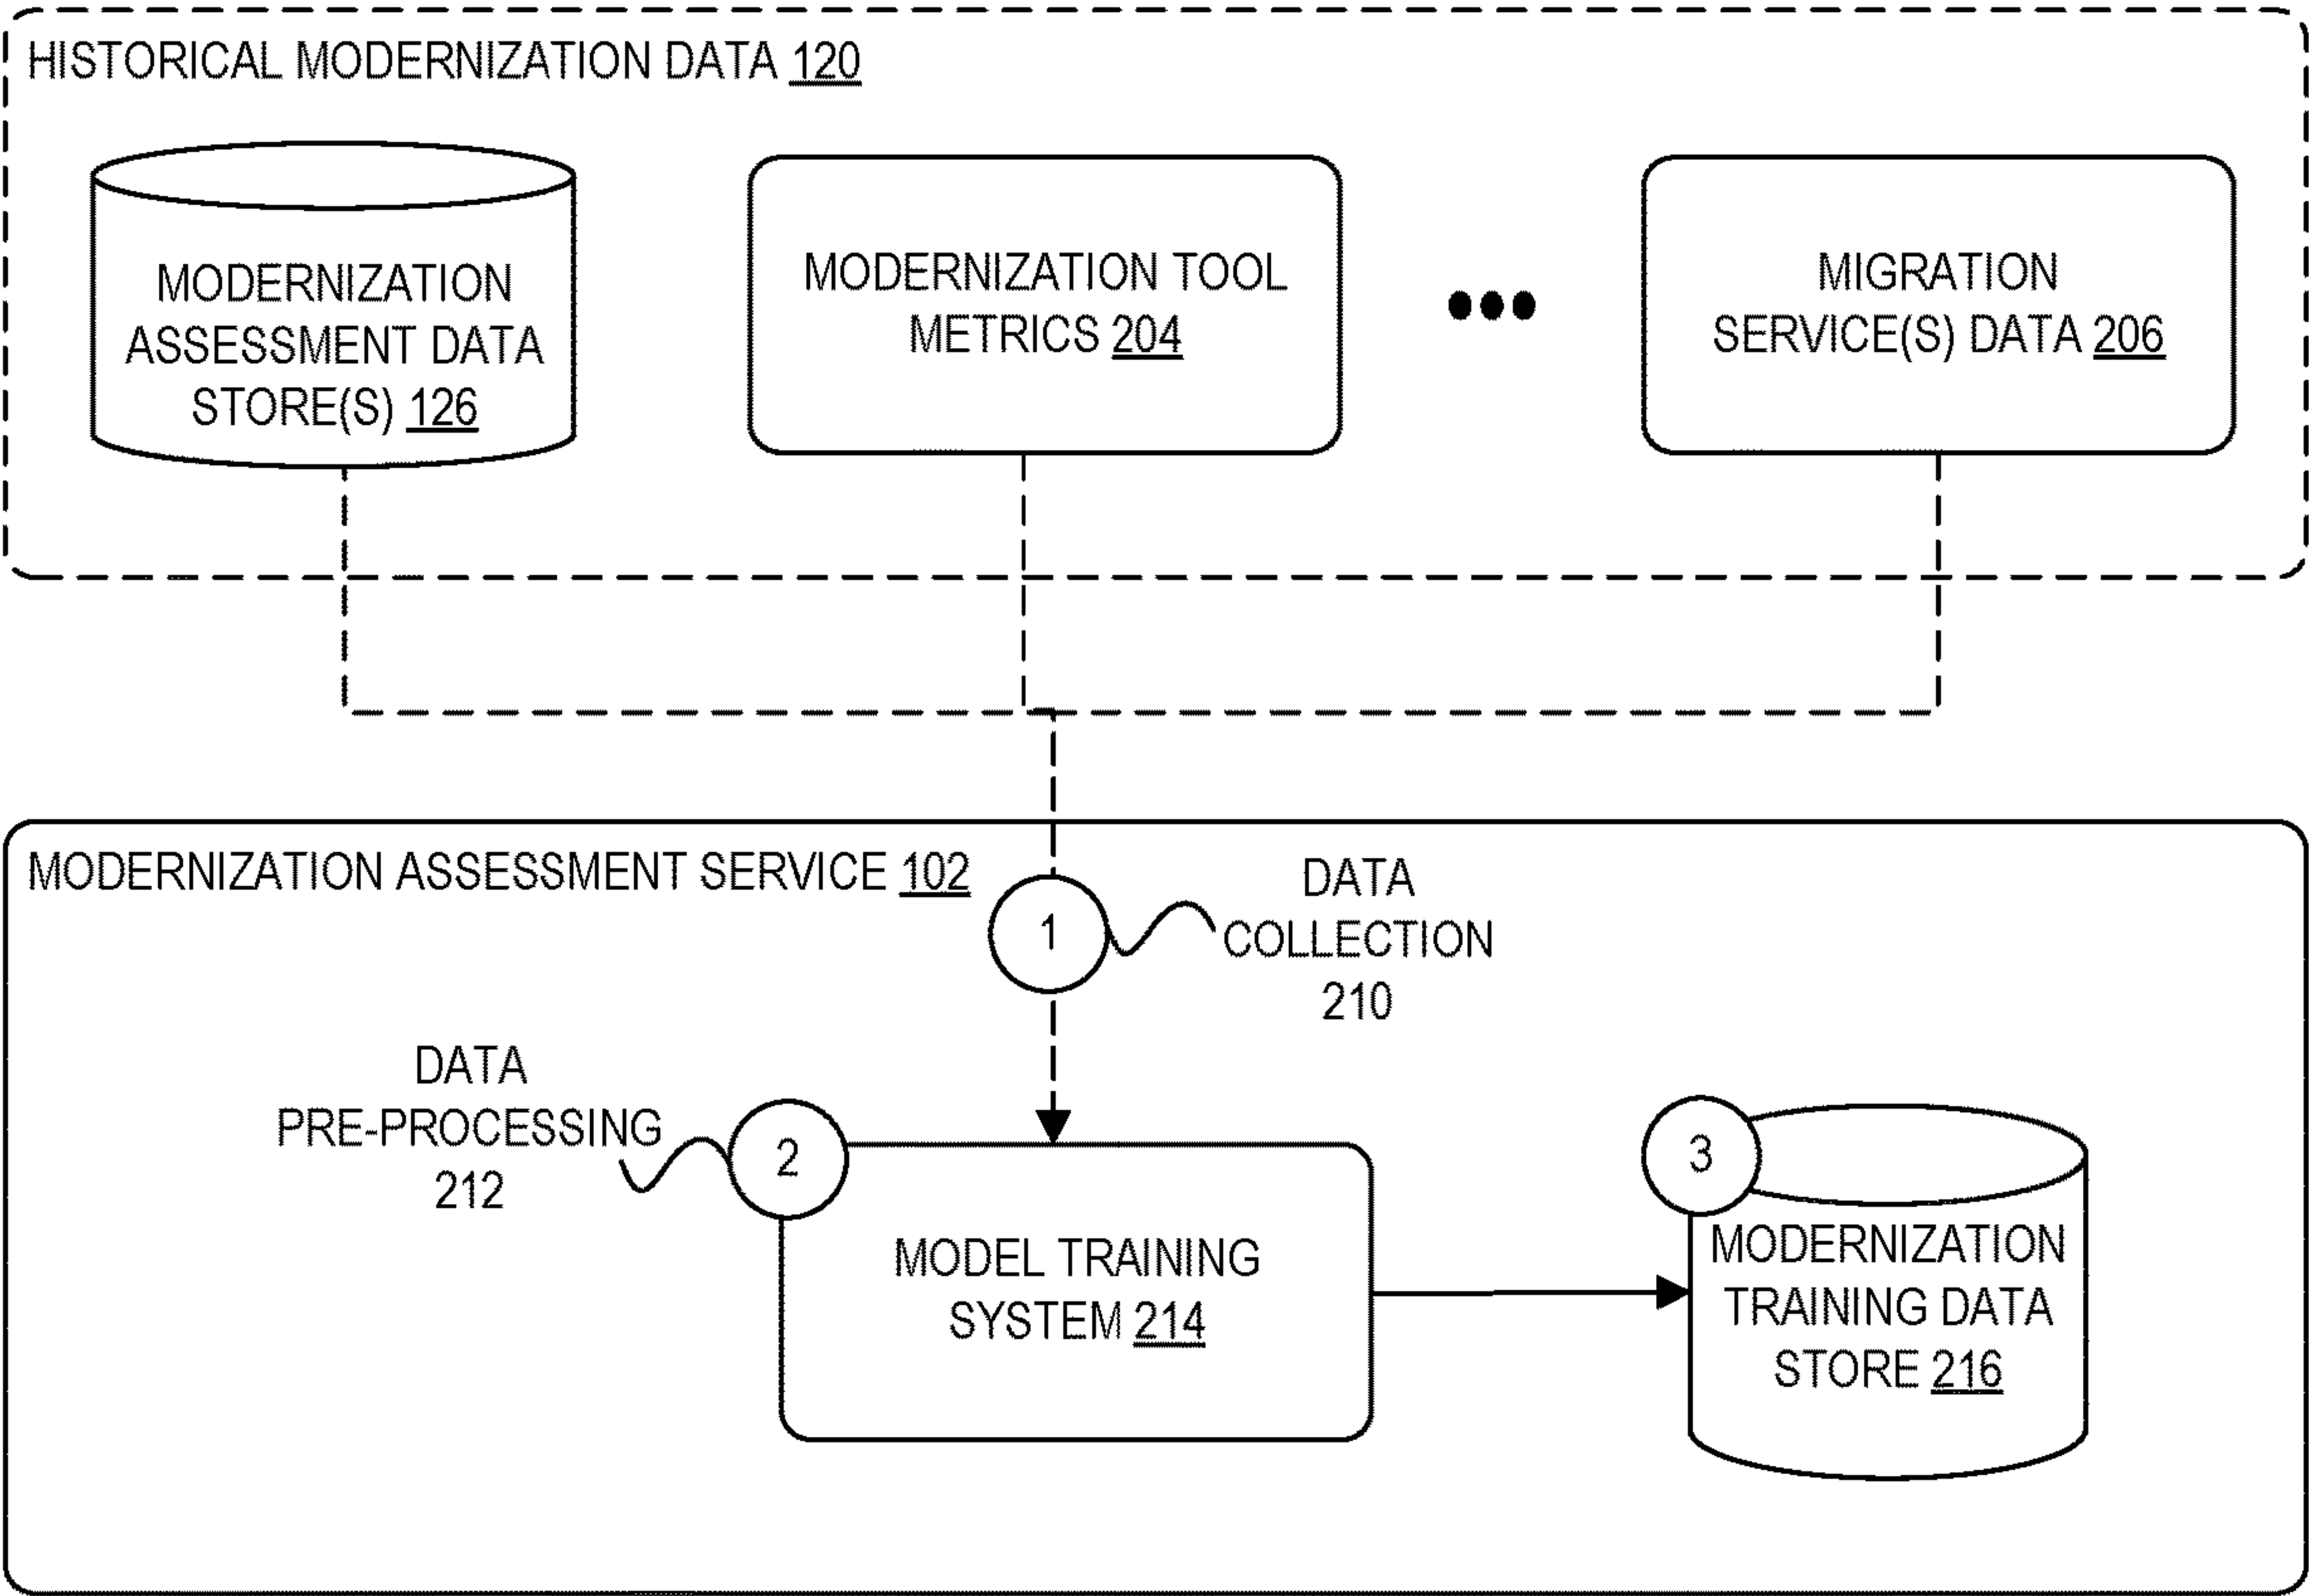 HISTORICAL MODERNIZATION DATA 120
MODERNIZATION
ASSESSMENT DATA
STORE(S) 126
MODERNIZATION TOOL
METRICS 204
MIGRATION
SERVICE(S) DATA 206
MODERNIZATION ASSESSMENT SERVICE 102
1
DATA
COLLECTION
210
DATA
PRE-PROCESSING
212
2
MODEL TRAINING
SYSTEM 214
3
MODERNIZATION
TRAINING DATA
STORE 216